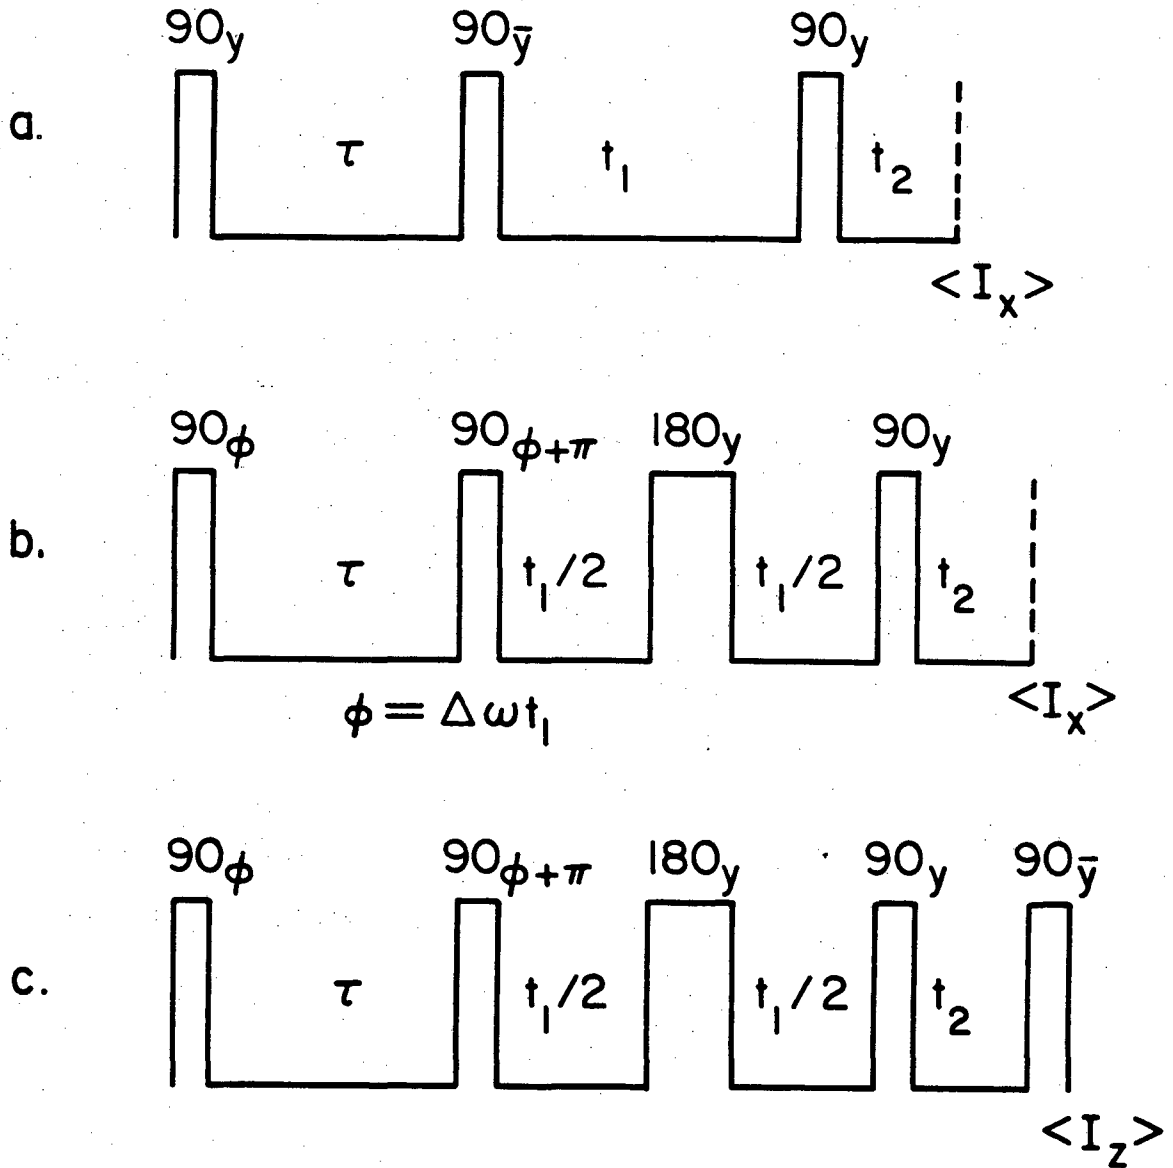 90y 90ȳ 90y
a. τ t₁ t₂
<Iₓ>
90ϕ 90ϕ+π 180y 90y
b. τ t₁/2 t₁/2 t₂
ϕ = Δωt₁ <Iₓ>
90ϕ 90ϕ+π 180y 90y 90ȳ
c. τ t₁/2 t₁/2 t₂
<I_z>